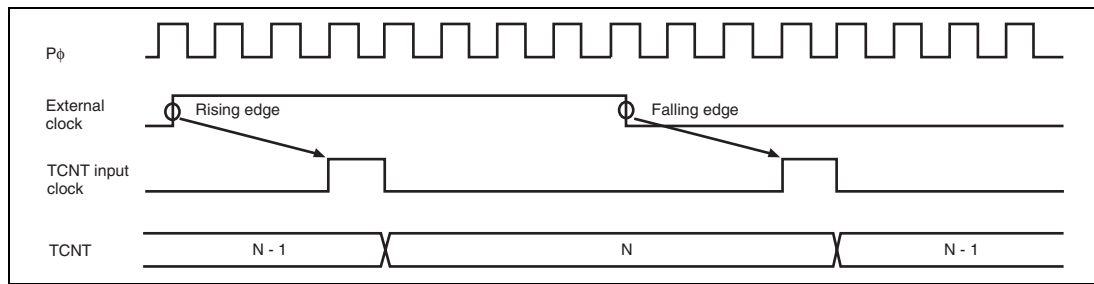 Pφ
External
clock
Rising edge
Falling edge
TCNT input
clock
TCNT
N - 1
N
N - 1